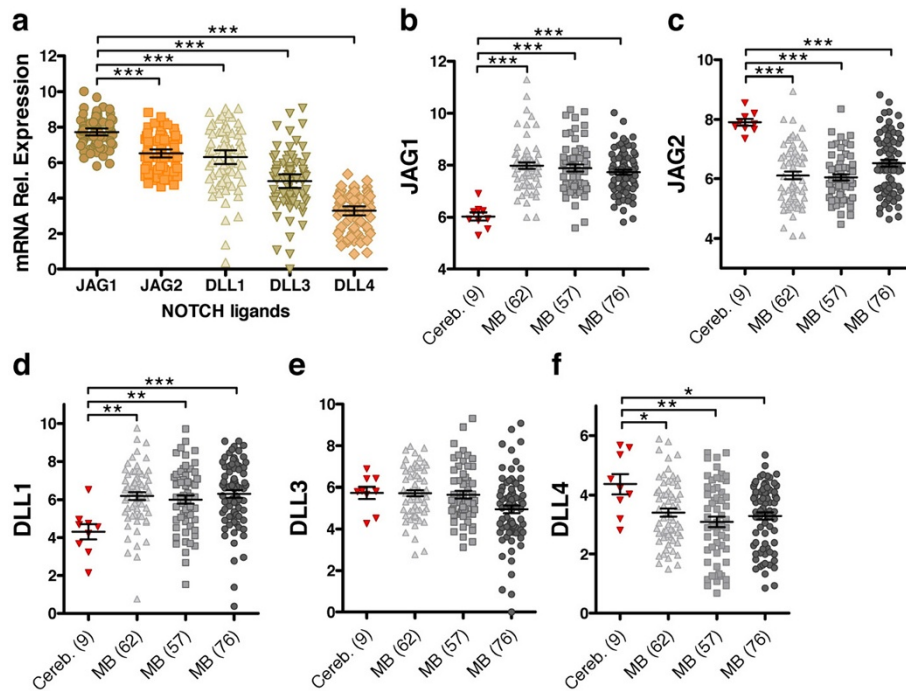 a
mRNA Rel. Expression
12
10
8
6
4
2
0
***
***
***
***
JAG1 JAG2 DLL1 DLL3 DLL4
NOTCH ligands
b
JAG1
12
10
8
6
4
***
***
***
Cereb. (9) MB (62) MB (57) MB (76)
c
JAG2
10
8
6
4
***
***
***
Cereb. (9) MB (62) MB (57) MB (76)
d
DLL1
10
8
6
4
2
0
***
**
**
Cereb. (9) MB (62) MB (57) MB (76)
e
DLL3
10
8
6
4
2
0
Cereb. (9) MB (62) MB (57) MB (76)
f
DLL4
6
4
2
0
*
**
*
Cereb. (9) MB (62) MB (57) MB (76)